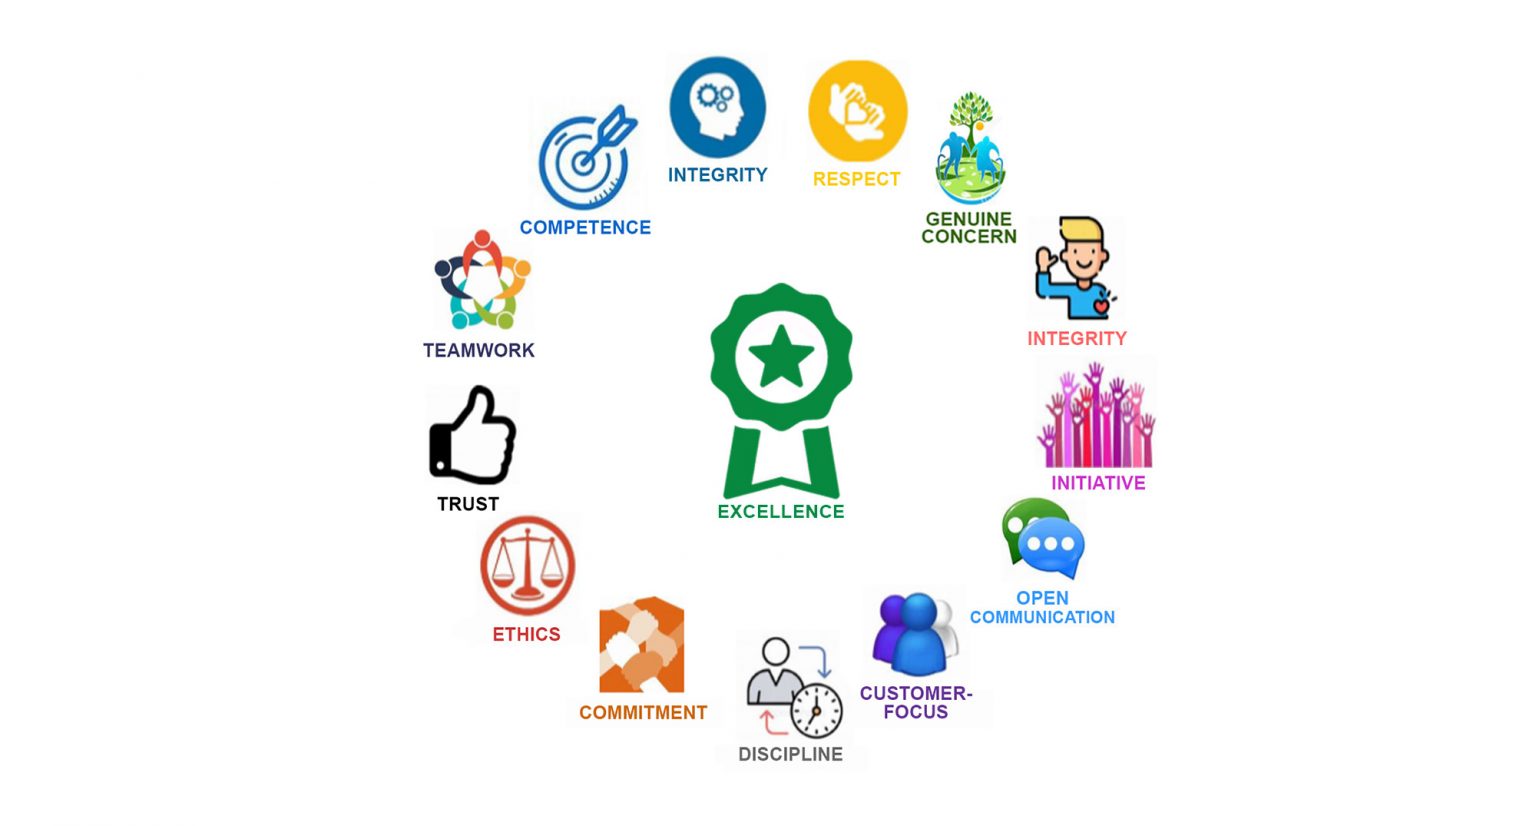 INTEGRITY
RESPECT
GENUINE
CONCERN
INTEGRITY
INITIATIVE
OPEN
COMMUNICATION
CUSTOMER-
FOCUS
DISCIPLINE
COMMITMENT
ETHICS
TRUST
TEAMWORK
COMPETENCE
EXCELLENCE